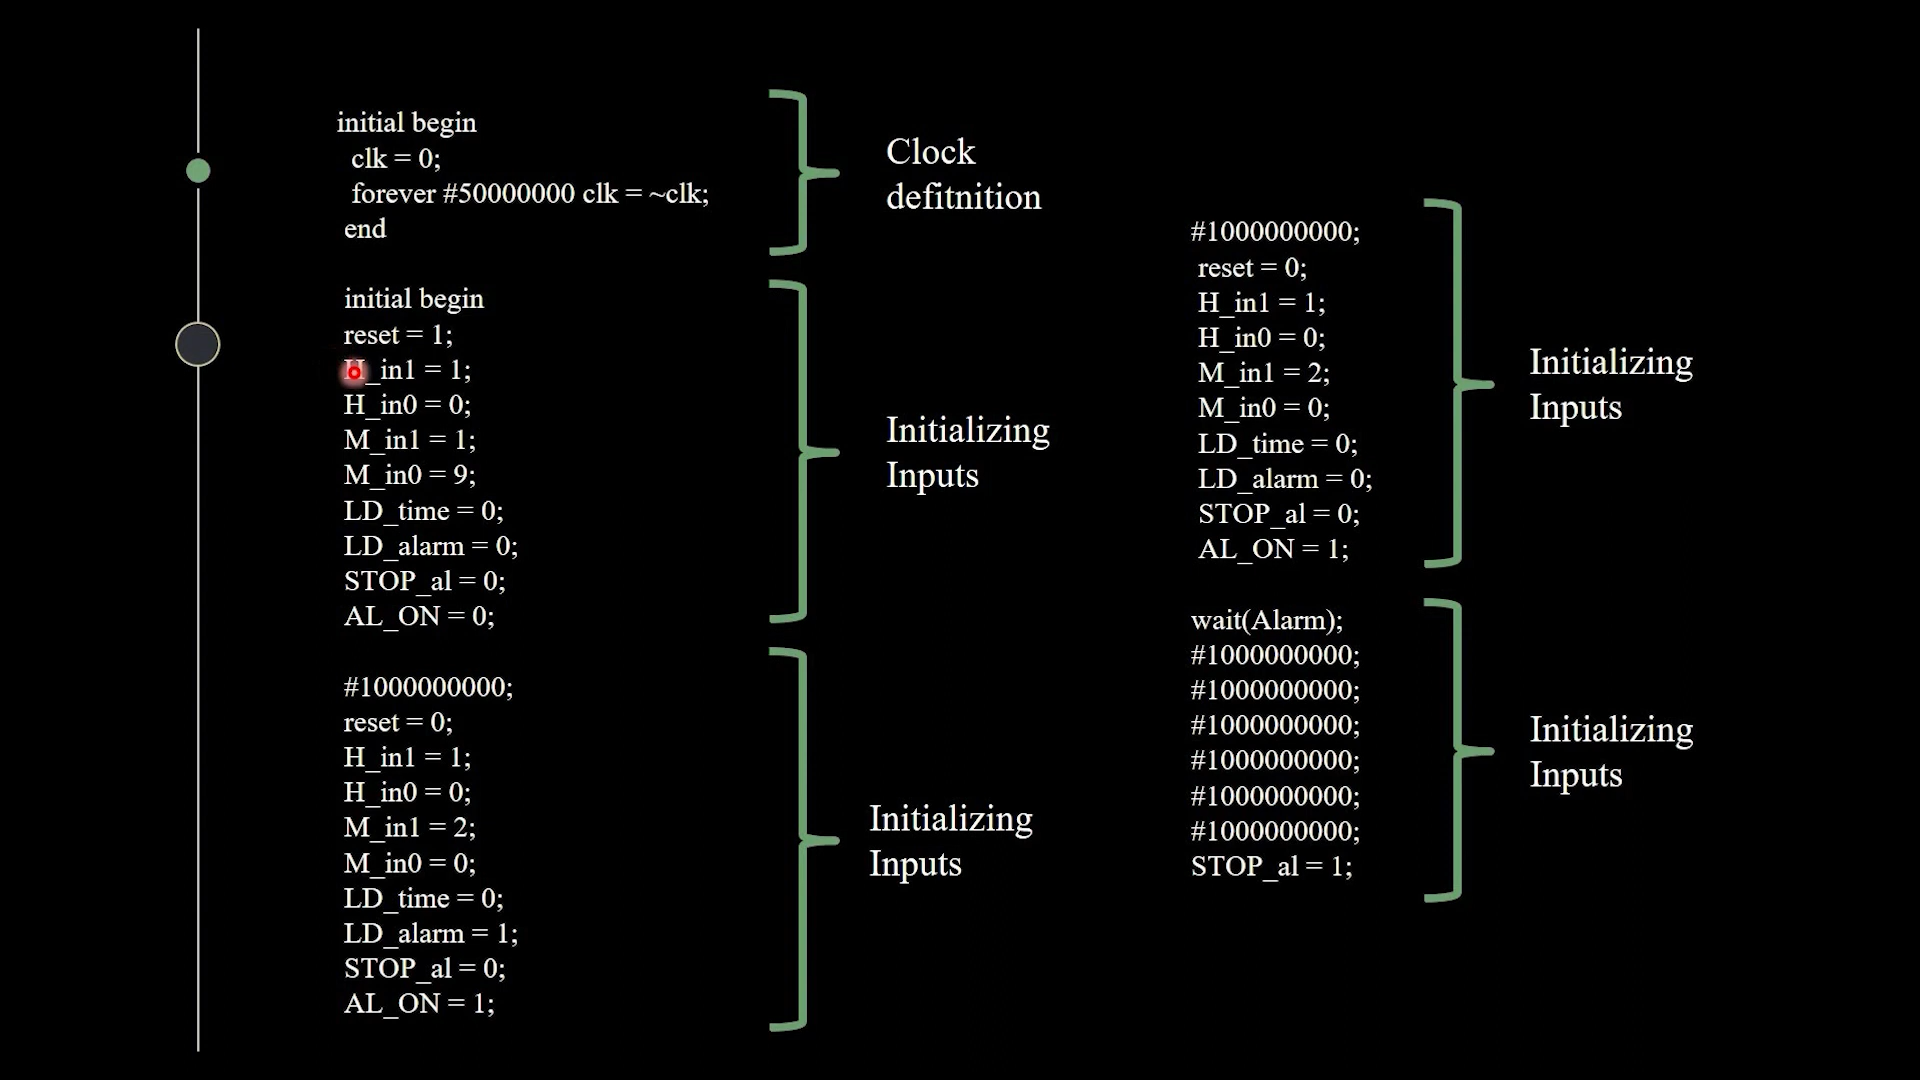 initial begin
clk = 0;
forever #50000000 clk = ~clk;
end
Clock
defitnition
initial begin
reset = 1;
H_in1 = 1;
H_in0 = 0;
M_in1 = 1;
M_in0 = 9;
LD_time = 0;
LD_alarm = 0;
STOP_al = 0;
AL_ON = 0;
Initializing
Inputs
#1000000000;
reset = 0;
H_in1 = 1;
H_in0 = 0;
M_in1 = 2;
M_in0 = 0;
LD_time = 0;
LD_alarm = 1;
STOP_al = 0;
AL_ON = 1;
Initializing
Inputs
#1000000000;
reset = 0;
H_in1 = 1;
H_in0 = 0;
M_in1 = 2;
M_in0 = 0;
LD_time = 0;
LD_alarm = 0;
STOP_al = 0;
AL_ON = 1;
Initializing
Inputs
wait(Alarm);
#1000000000;
#1000000000;
#1000000000;
#1000000000;
#1000000000;
#1000000000;
STOP_al = 1;
Initializing
Inputs